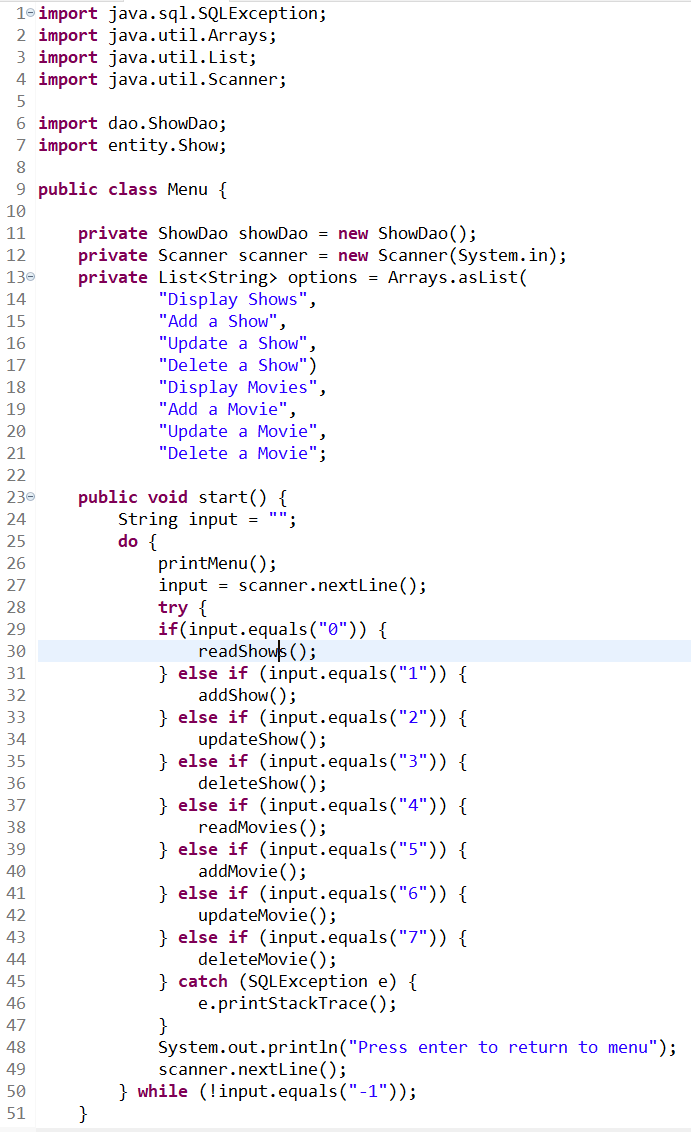 1 import java.sql.SQLException;
2 import java.util.Arrays;
3 import java.util.List;
4 import java.util.Scanner;
5
6 import dao.ShowDao;
7 import entity.Show;
8
9 public class Menu {
10
11     private ShowDao showDao = new ShowDao();
12     private Scanner scanner = new Scanner(System.in);
13     private List<String> options = Arrays.asList(
14             "Display Shows",
15             "Add a Show",
16             "Update a Show",
17             "Delete a Show")
18             "Display Movies",
19             "Add a Movie",
20             "Update a Movie",
21             "Delete a Movie";
22
23     public void start() {
24         String input = "";
25         do {
26             printMenu();
27             input = scanner.nextLine();
28             try {
29             if(input.equals("0")) {
30                 readShows();
31             } else if (input.equals("1")) {
32                 addShow();
33             } else if (input.equals("2")) {
34                 updateShow();
35             } else if (input.equals("3")) {
36                 deleteShow();
37             } else if (input.equals("4")) {
38                 readMovies();
39             } else if (input.equals("5")) {
40                 addMovie();
41             } else if (input.equals("6")) {
42                 updateMovie();
43             } else if (input.equals("7")) {
44                 deleteMovie();
45             } catch (SQLException e) {
46                 e.printStackTrace();
47             }
48             System.out.println("Press enter to return to menu");
49             scanner.nextLine();
50         } while (!input.equals("-1"));
51     }